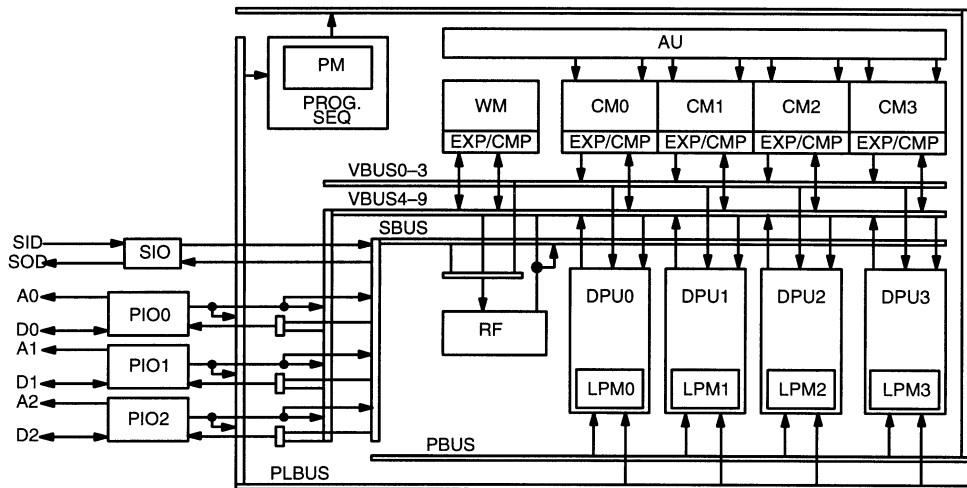 AU
PM
PROG.
SEQ
WM
CM0
CM1
CM2
CM3
EXP/CMP
EXP/CMP
EXP/CMP
EXP/CMP
EXP/CMP
VBUS0–3
VBUS4–9
SBUS
SID
SOD
SIO
A0
D0
PIO0
A1
D1
PIO1
A2
D2
PIO2
RF
DPU0
DPU1
DPU2
DPU3
LPM0
LPM1
LPM2
LPM3
PBUS
PLBUS